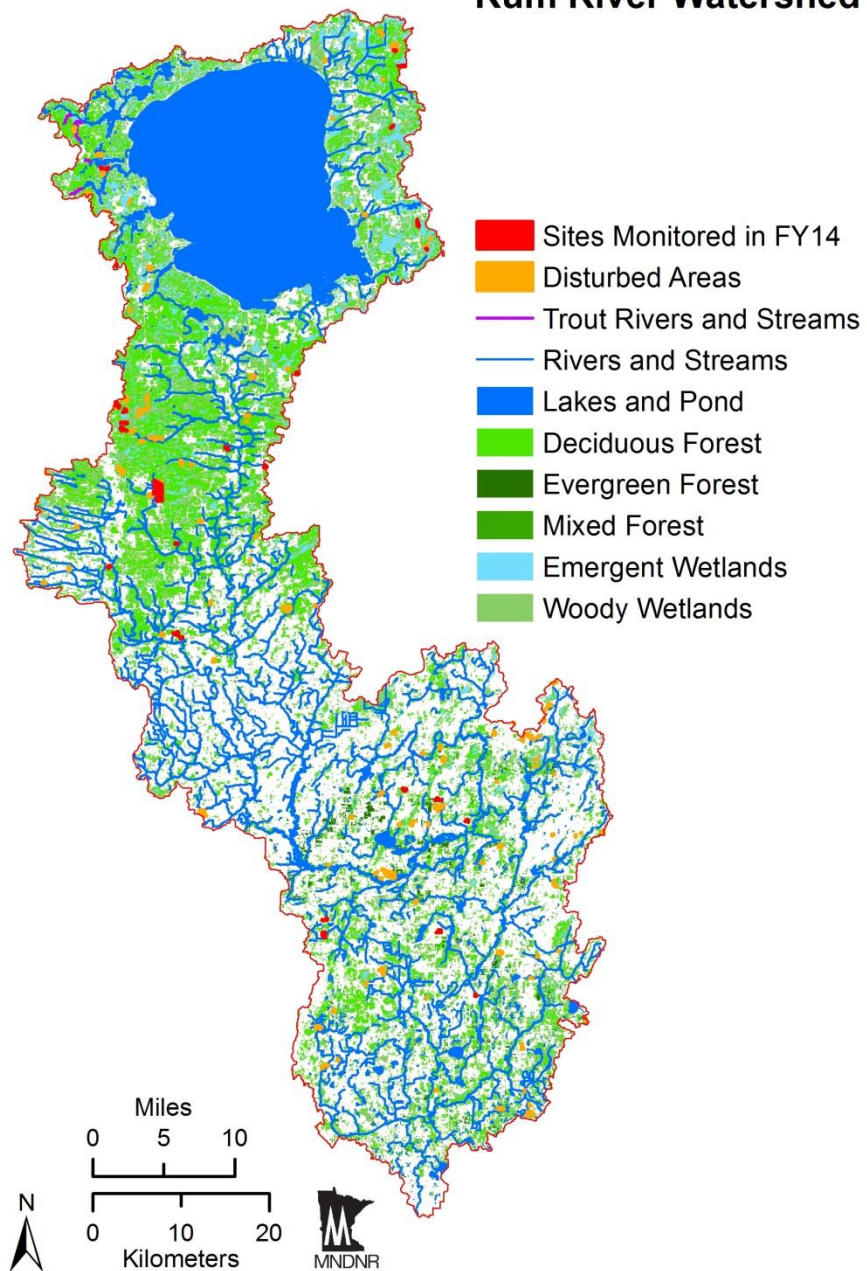 Rum River Watershed
Sites Monitored in FY14
Disturbed Areas
Trout Rivers and Streams
Rivers and Streams
Lakes and Pond
Deciduous Forest
Evergreen Forest
Mixed Forest
Emergent Wetlands
Woody Wetlands
Miles
0 5 10
0 10 20
Kilometers
N
M
MNDNR